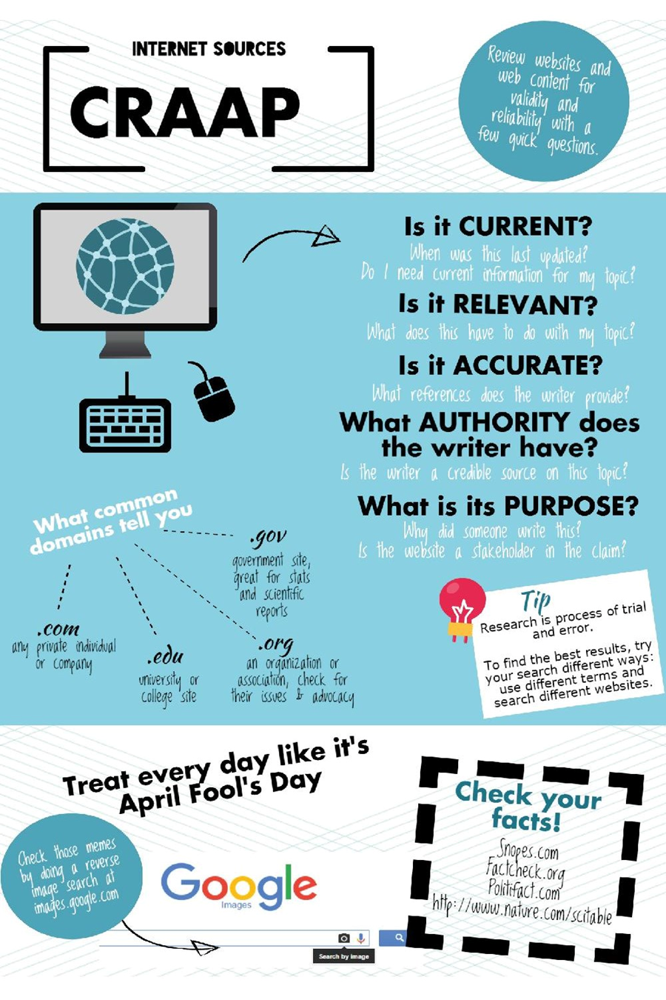 INTERNET SOURCES
CRAAP
Review websites and
web content for
validity and
reliability with a
few quick questions.
Is it CURRENT?
When was this last updated?
Do I need current information for my topic?
Is it RELEVANT?
What does this have to do with my topic?
Is it ACCURATE?
What references does the writer provide?
What AUTHORITY does
the writer have?
Is the writer a credible source on this topic?
What is its PURPOSE?
Why did someone write this?
Is the website a stakeholder in the claim?
What common
domains tell you
.gov
government site,
great for stats
and scientific
reports
.com
any private individual
or company
.edu
university or
college site
.org
an organization or
association, check for
their issues & advocacy
Tip
Research is process of trial
and error.
To find the best results, try
your search different ways:
use different terms and
search different websites.
Treat every day like it's
April Fool's Day
Check those memes
by doing a reverse
image search at
images.google.com
Google
Images
Search by image
Check your
facts!
Snopes.com
Factcheck.org
Politifact.com
http://www.nature.com/scitable